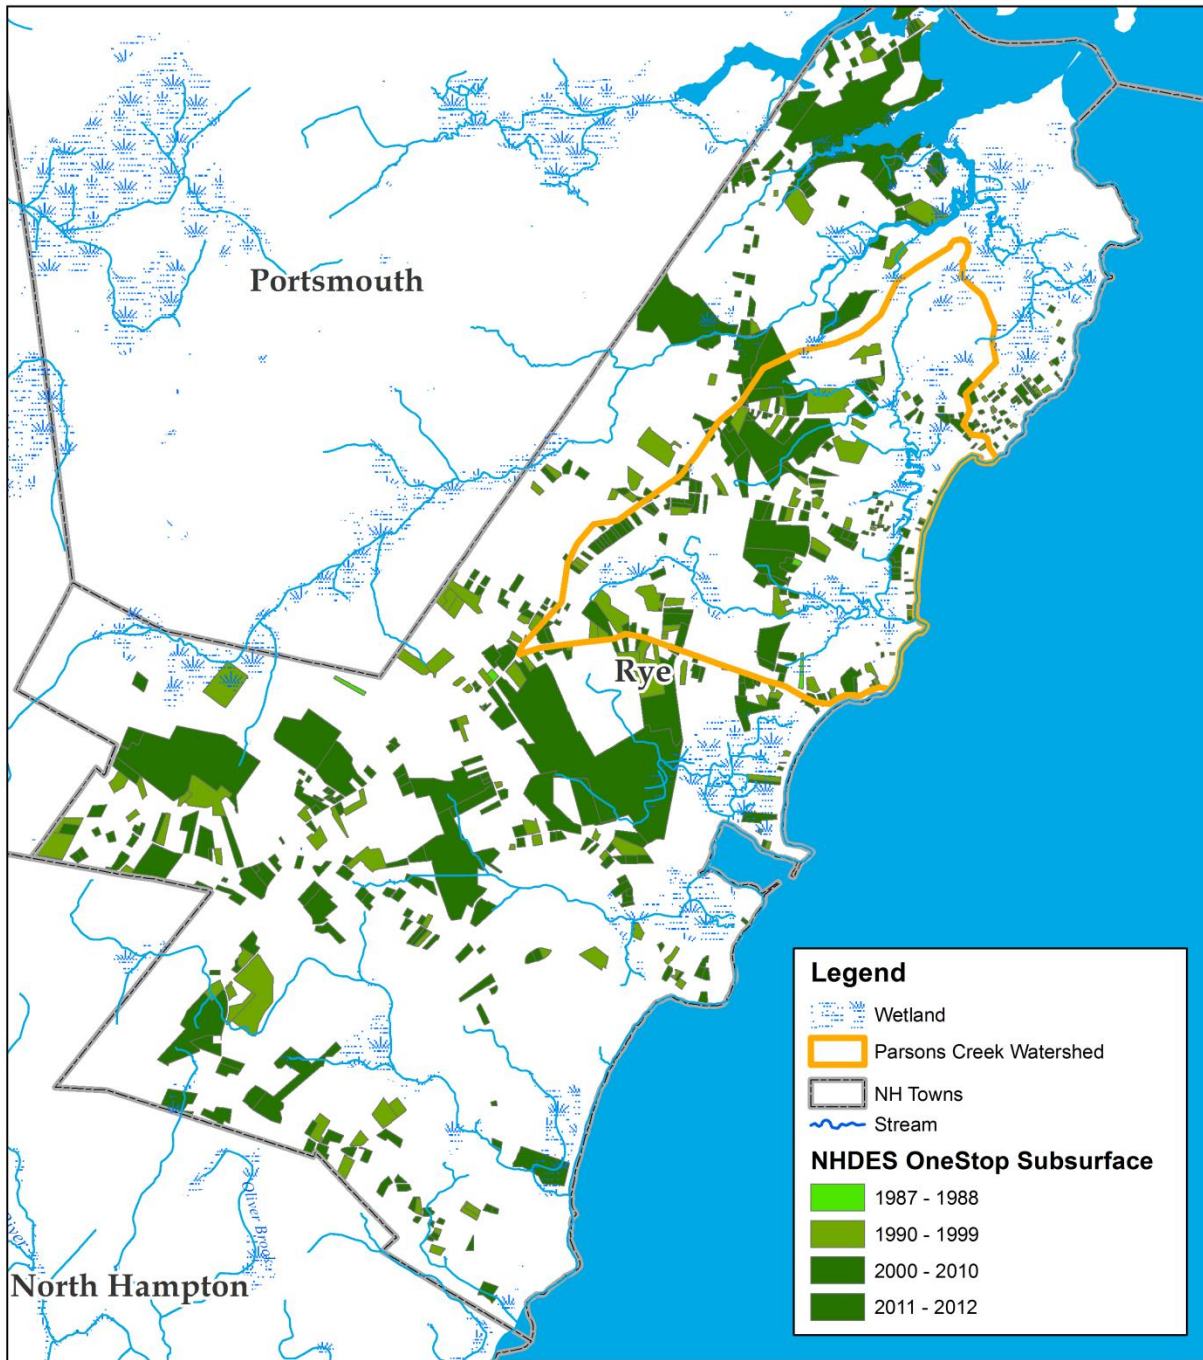 Portsmouth
Rye
Legend
Wetland
Parsons Creek Watershed
NH Towns
Stream
NHDES OneStop Subsurface
1987 - 1988
1990 - 1999
2000 - 2010
2011 - 2012
Oliver Brook
River
North Hampton